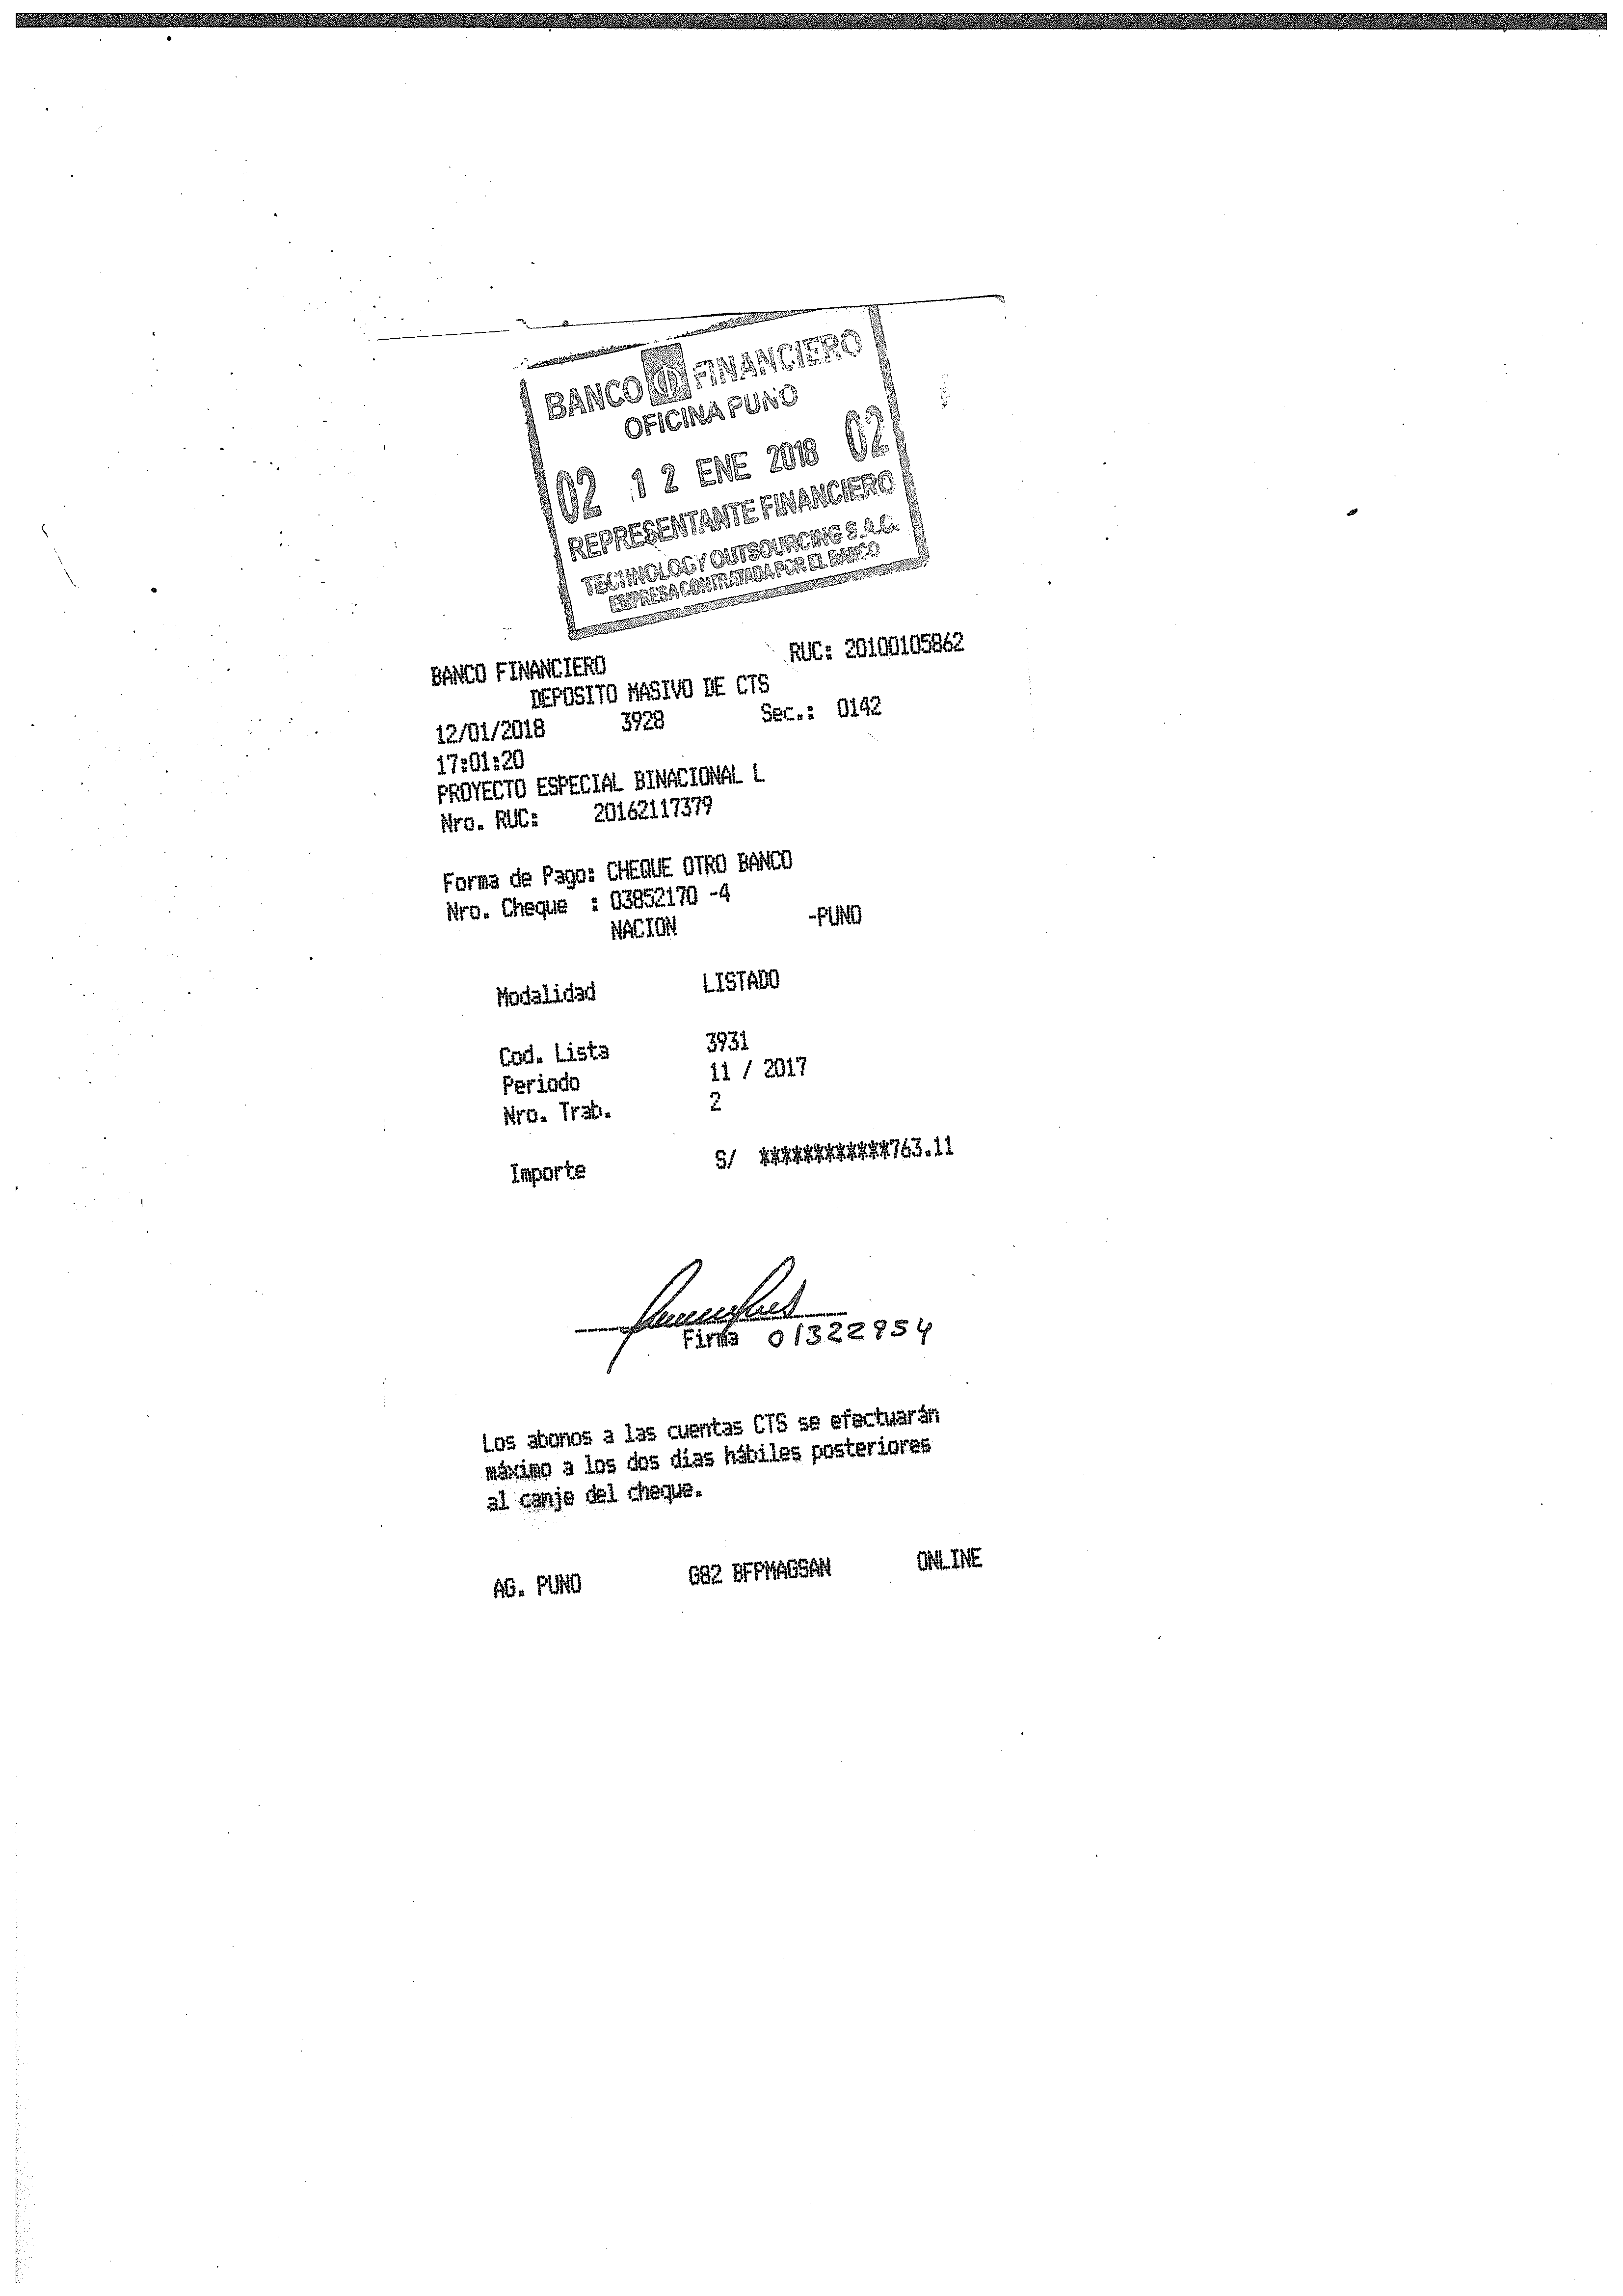 BANCO FINANCIERO
OFICINA PUNO
02 12 ENE 2018 02
REPRESENTANTE FINANCIERO
TECHNOLOGY OUTSOURCING S.A.C.
EMPRESA CONTRATADA POR EL BANCO
BANCO FINANCIERO RUC: 20100105862
DEPOSITO MASIVO DE CTS
12/01/2018 3928 Sec.: 0142
17:01:20
PROYECTO ESPECIAL BINACIONAL L
Nro. RUC: 20162117379
Forma de Pago: CHEQUE OTRO BANCO
Nro. Cheque : 03852170 -4
NACION -PUNO
Modalidad LISTADO
Cod. Lista 3931
Periodo 11 / 2017
Nro. Trab. 2
Importe S/ ************763.11
Firma 01322954
Los abonos a las cuentas CTS se efectuarán
máximo a los dos días hábiles posteriores
al canje del cheque.
AG. PUNO G82 BFPMAGSAN ONLINE